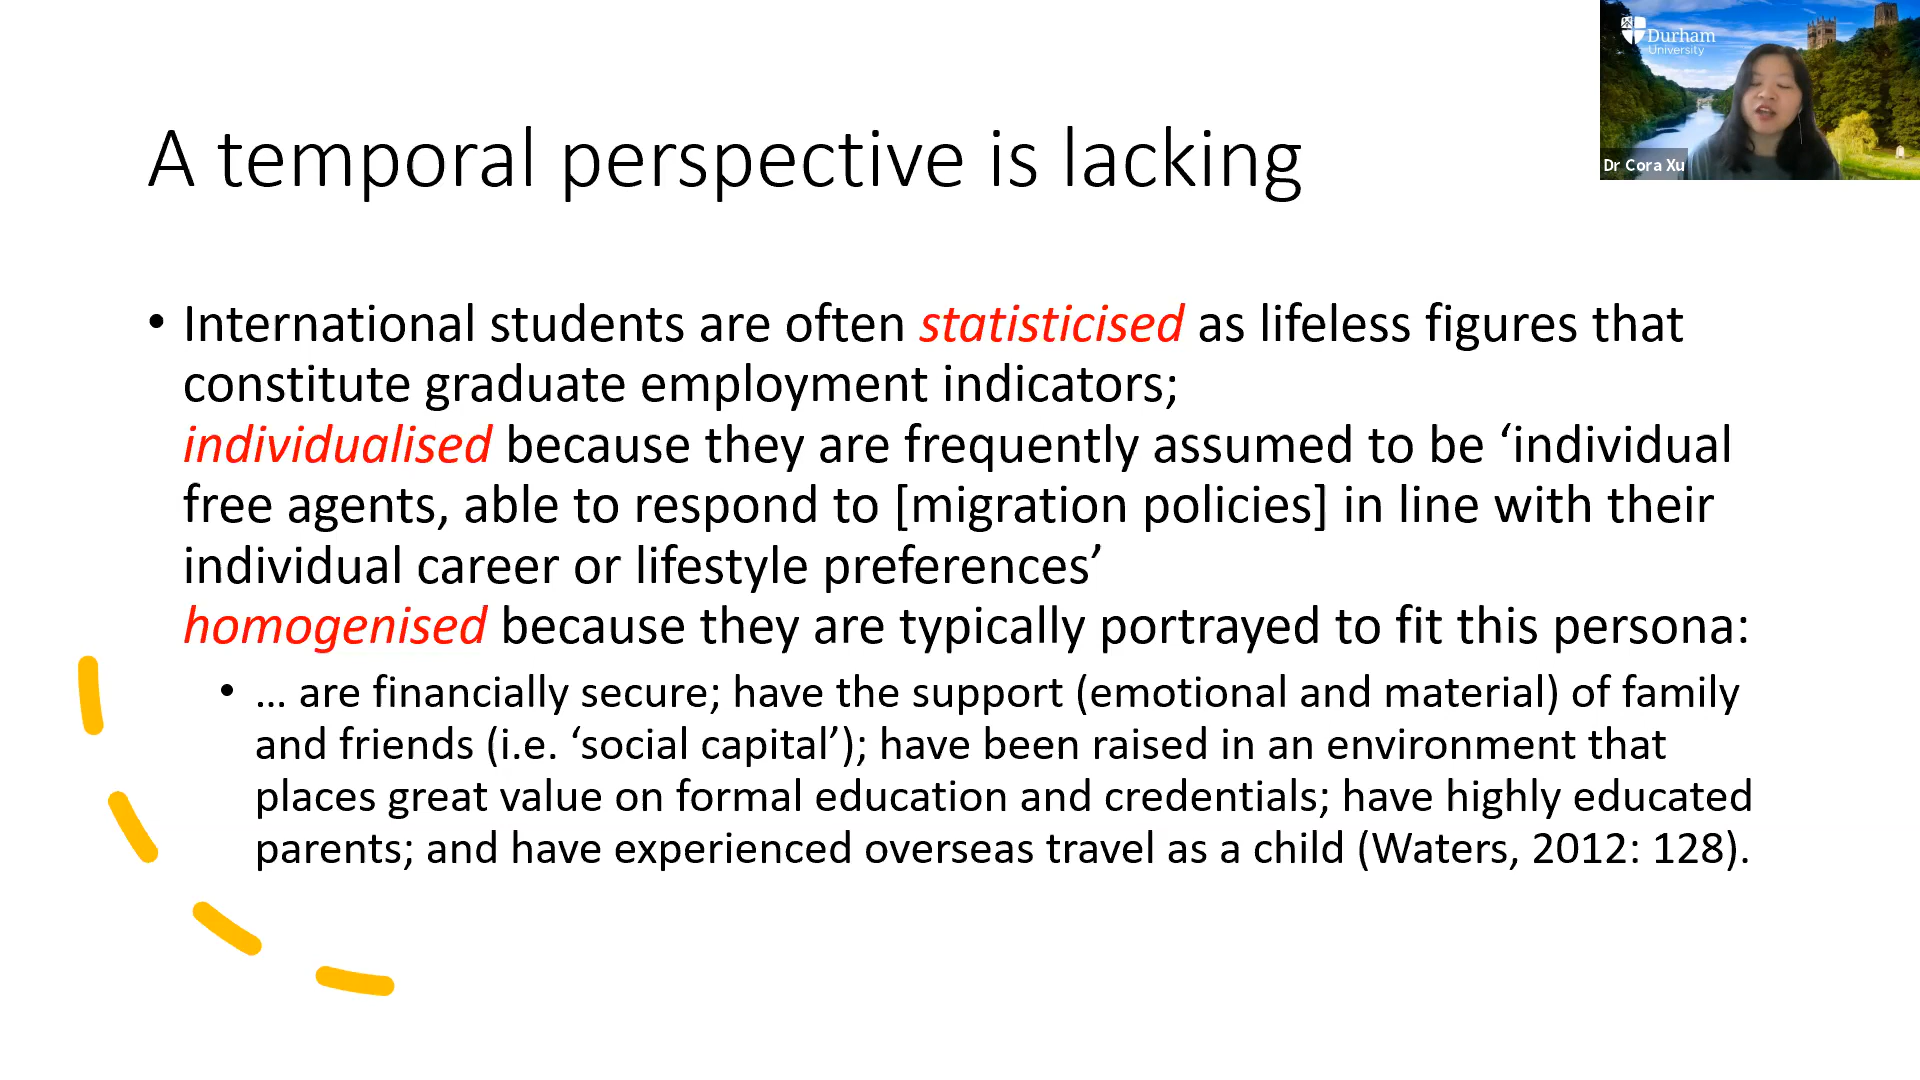 Durham
University
Dr Cora Xu
A temporal perspective is lacking
• International students are often statisticised as lifeless figures that
constitute graduate employment indicators;
individualised because they are frequently assumed to be ‘individual
free agents, able to respond to [migration policies] in line with their
individual career or lifestyle preferences’
homogenised because they are typically portrayed to fit this persona:
• … are financially secure; have the support (emotional and material) of family
and friends (i.e. ‘social capital’); have been raised in an environment that
places great value on formal education and credentials; have highly educated
parents; and have experienced overseas travel as a child (Waters, 2012: 128).